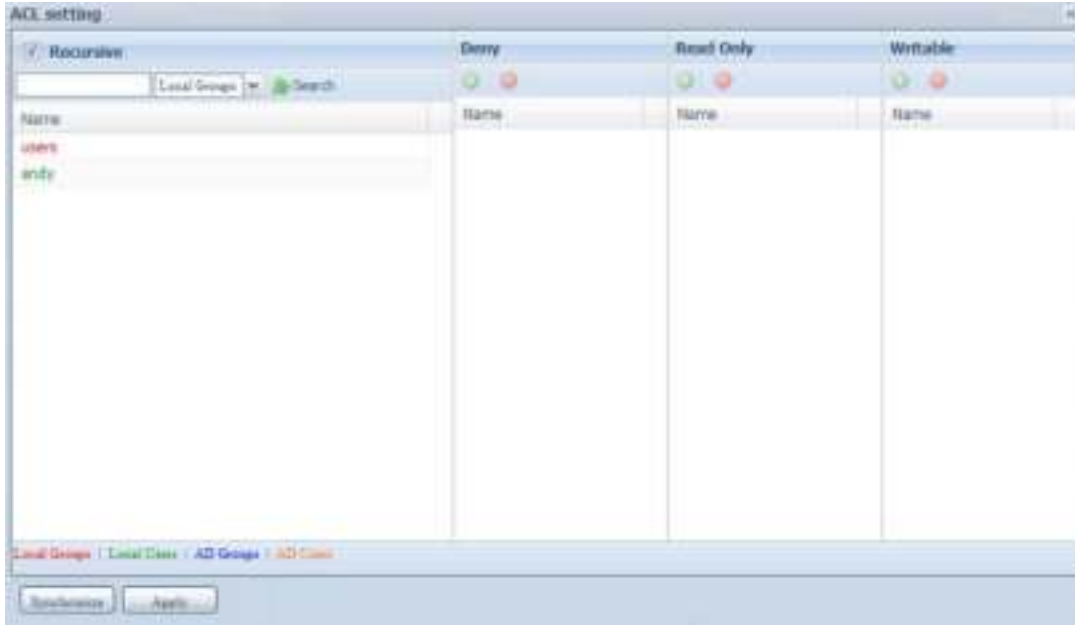 ACL setting
Recursive
Deny
Read Only
Writable
Local Groups
Search
Name
Name
Name
Name
users
andy
Local Groups | Local Users | AD Groups | AD Users
Synchronize
Apply